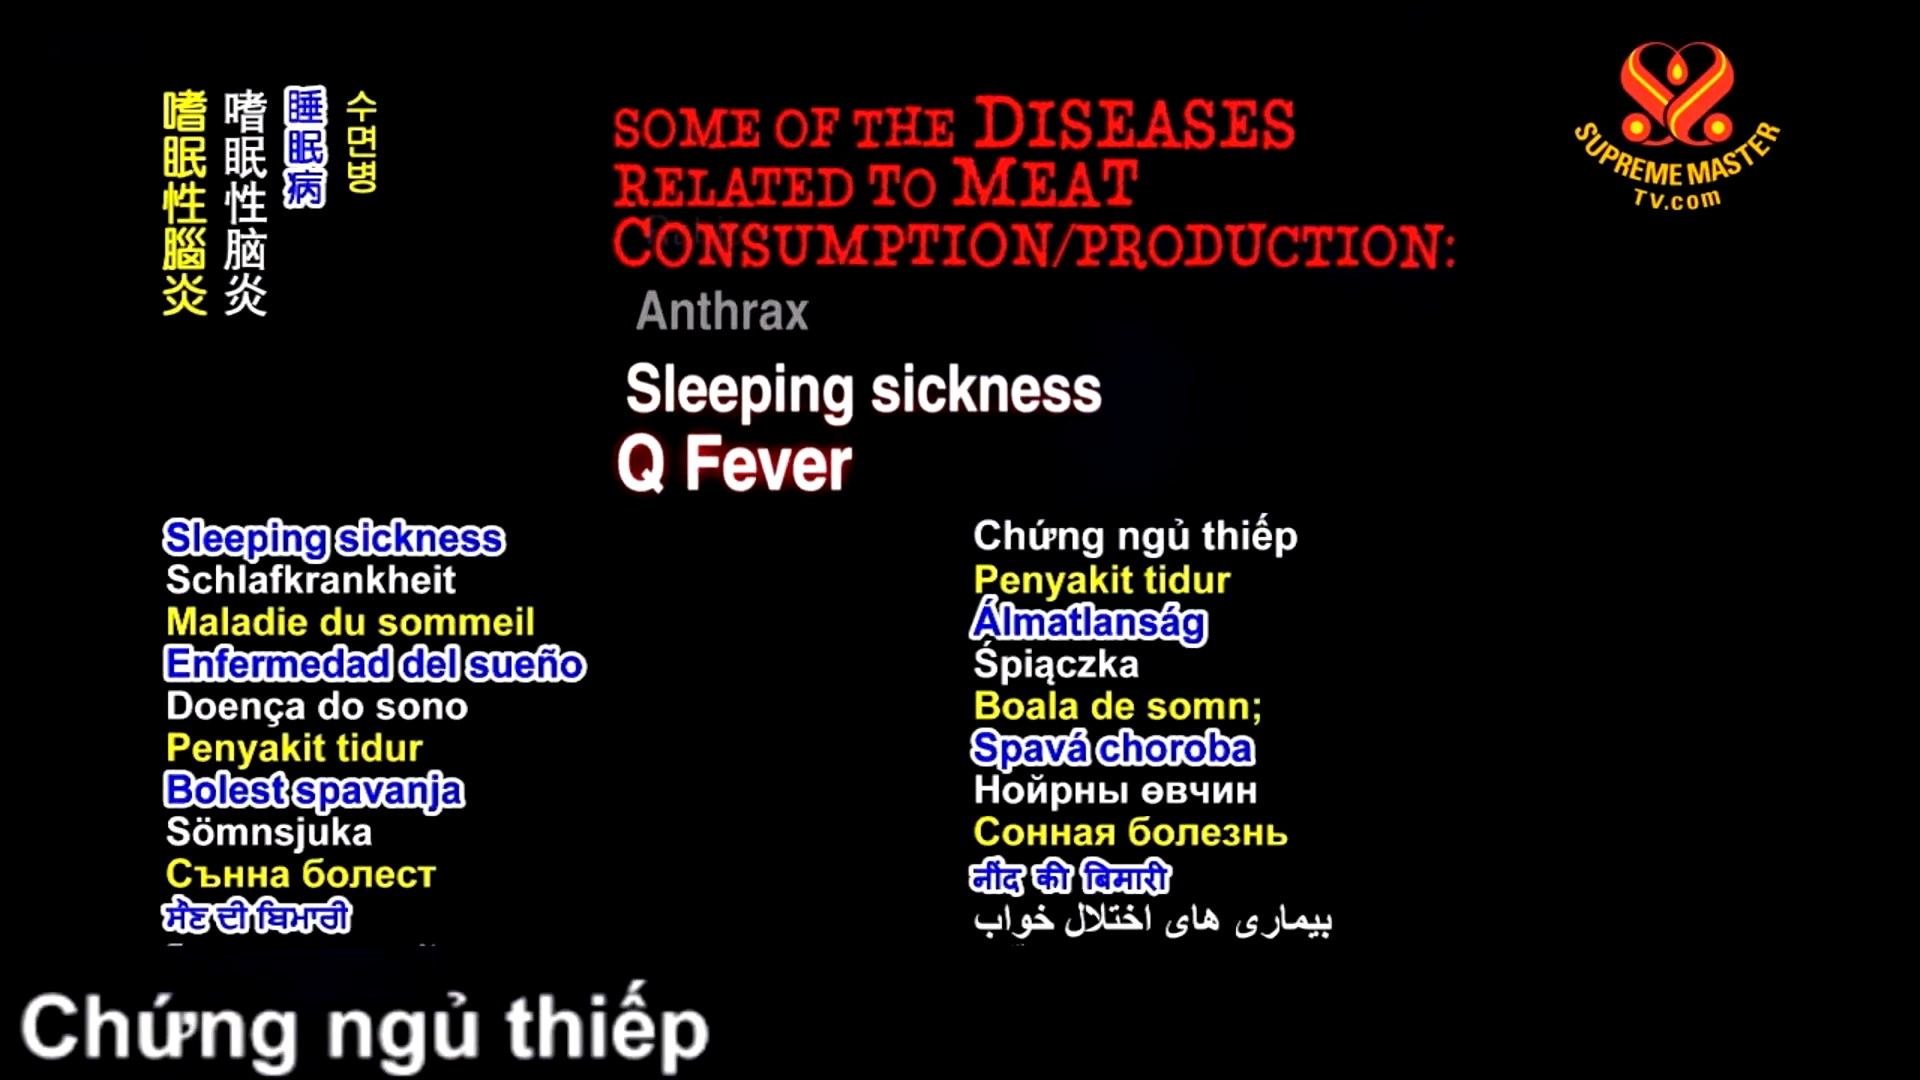 수면병
睡眠病
嗜眠性脑炎
嗜眠性腦炎
SOME OF THE DISEASES
RELATED TO MEAT
CONSUMPTION/PRODUCTION:
SUPREME MASTER
TV.com
Anthrax
Sleeping sickness
Q Fever
Sleeping sickness
Schlafkrankheit
Maladie du sommeil
Enfermedad del sueño
Doença do sono
Penyakit tidur
Bolest spavanja
Sömnsjuka
Сънна болест
ਸੌਣ ਦੀ ਬਿਮਾਰੀ
Chứng ngủ thiếp
Penyakit tidur
Álmatlanság
Śpiączka
Boala de somn;
Spavá choroba
Нойрны өвчин
Сонная болезнь
नींद की बिमारी
بیماری های اختلال خواب
Chứng ngủ thiếp